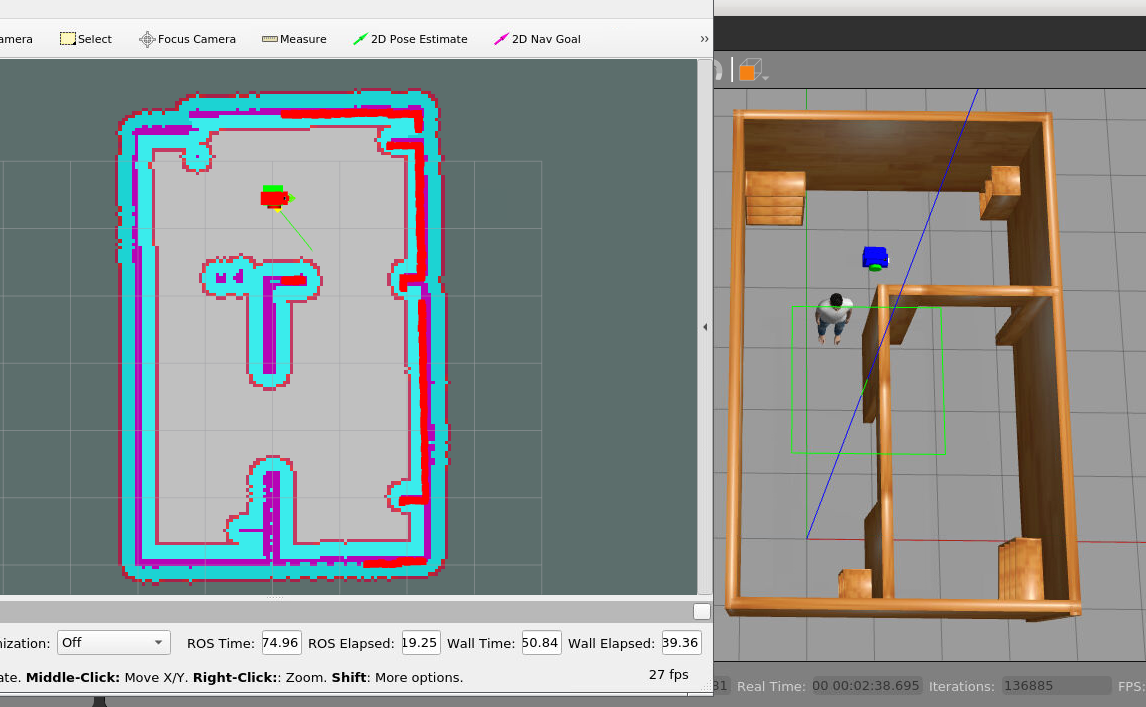 amera Select Focus Camera Measure 2D Pose Estimate 2D Nav Goal »
nization: Off ROS Time: 74.96 ROS Elapsed: 19.25 Wall Time: 50.84 Wall Elapsed: 39.36
ate. Middle-Click: Move X/Y. Right-Click:: Zoom. Shift: More options. 27 fps
81 Real Time: 00 00:02:38.695 Iterations: 136885 FPS: